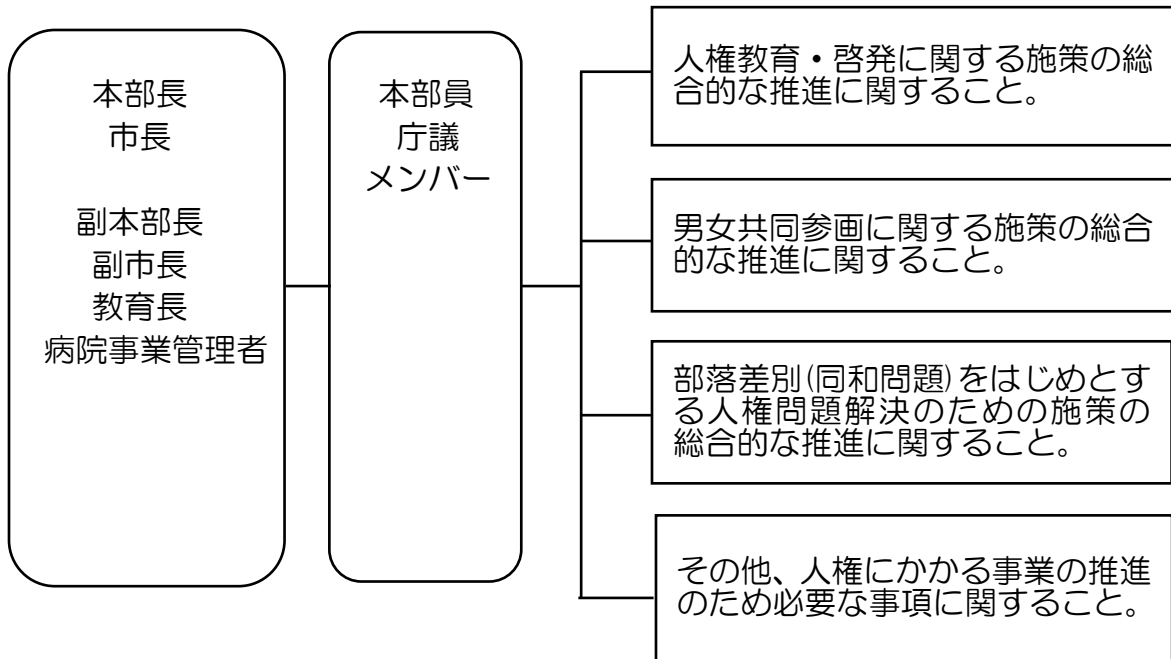 本部長
市長
副本部長
副市長
教育長
病院事業管理者
本部員
庁議
メンバー
人権教育・啓発に関する施策の総
合的な推進に関すること。
男女共同参画に関する施策の総合
的な推進に関すること。
部落差別(同和問題)をはじめとす
る人権問題解決のための施策の
総合的な推進に関すること。
その他、人権にかかる事業の推進
のため必要な事項に関すること。